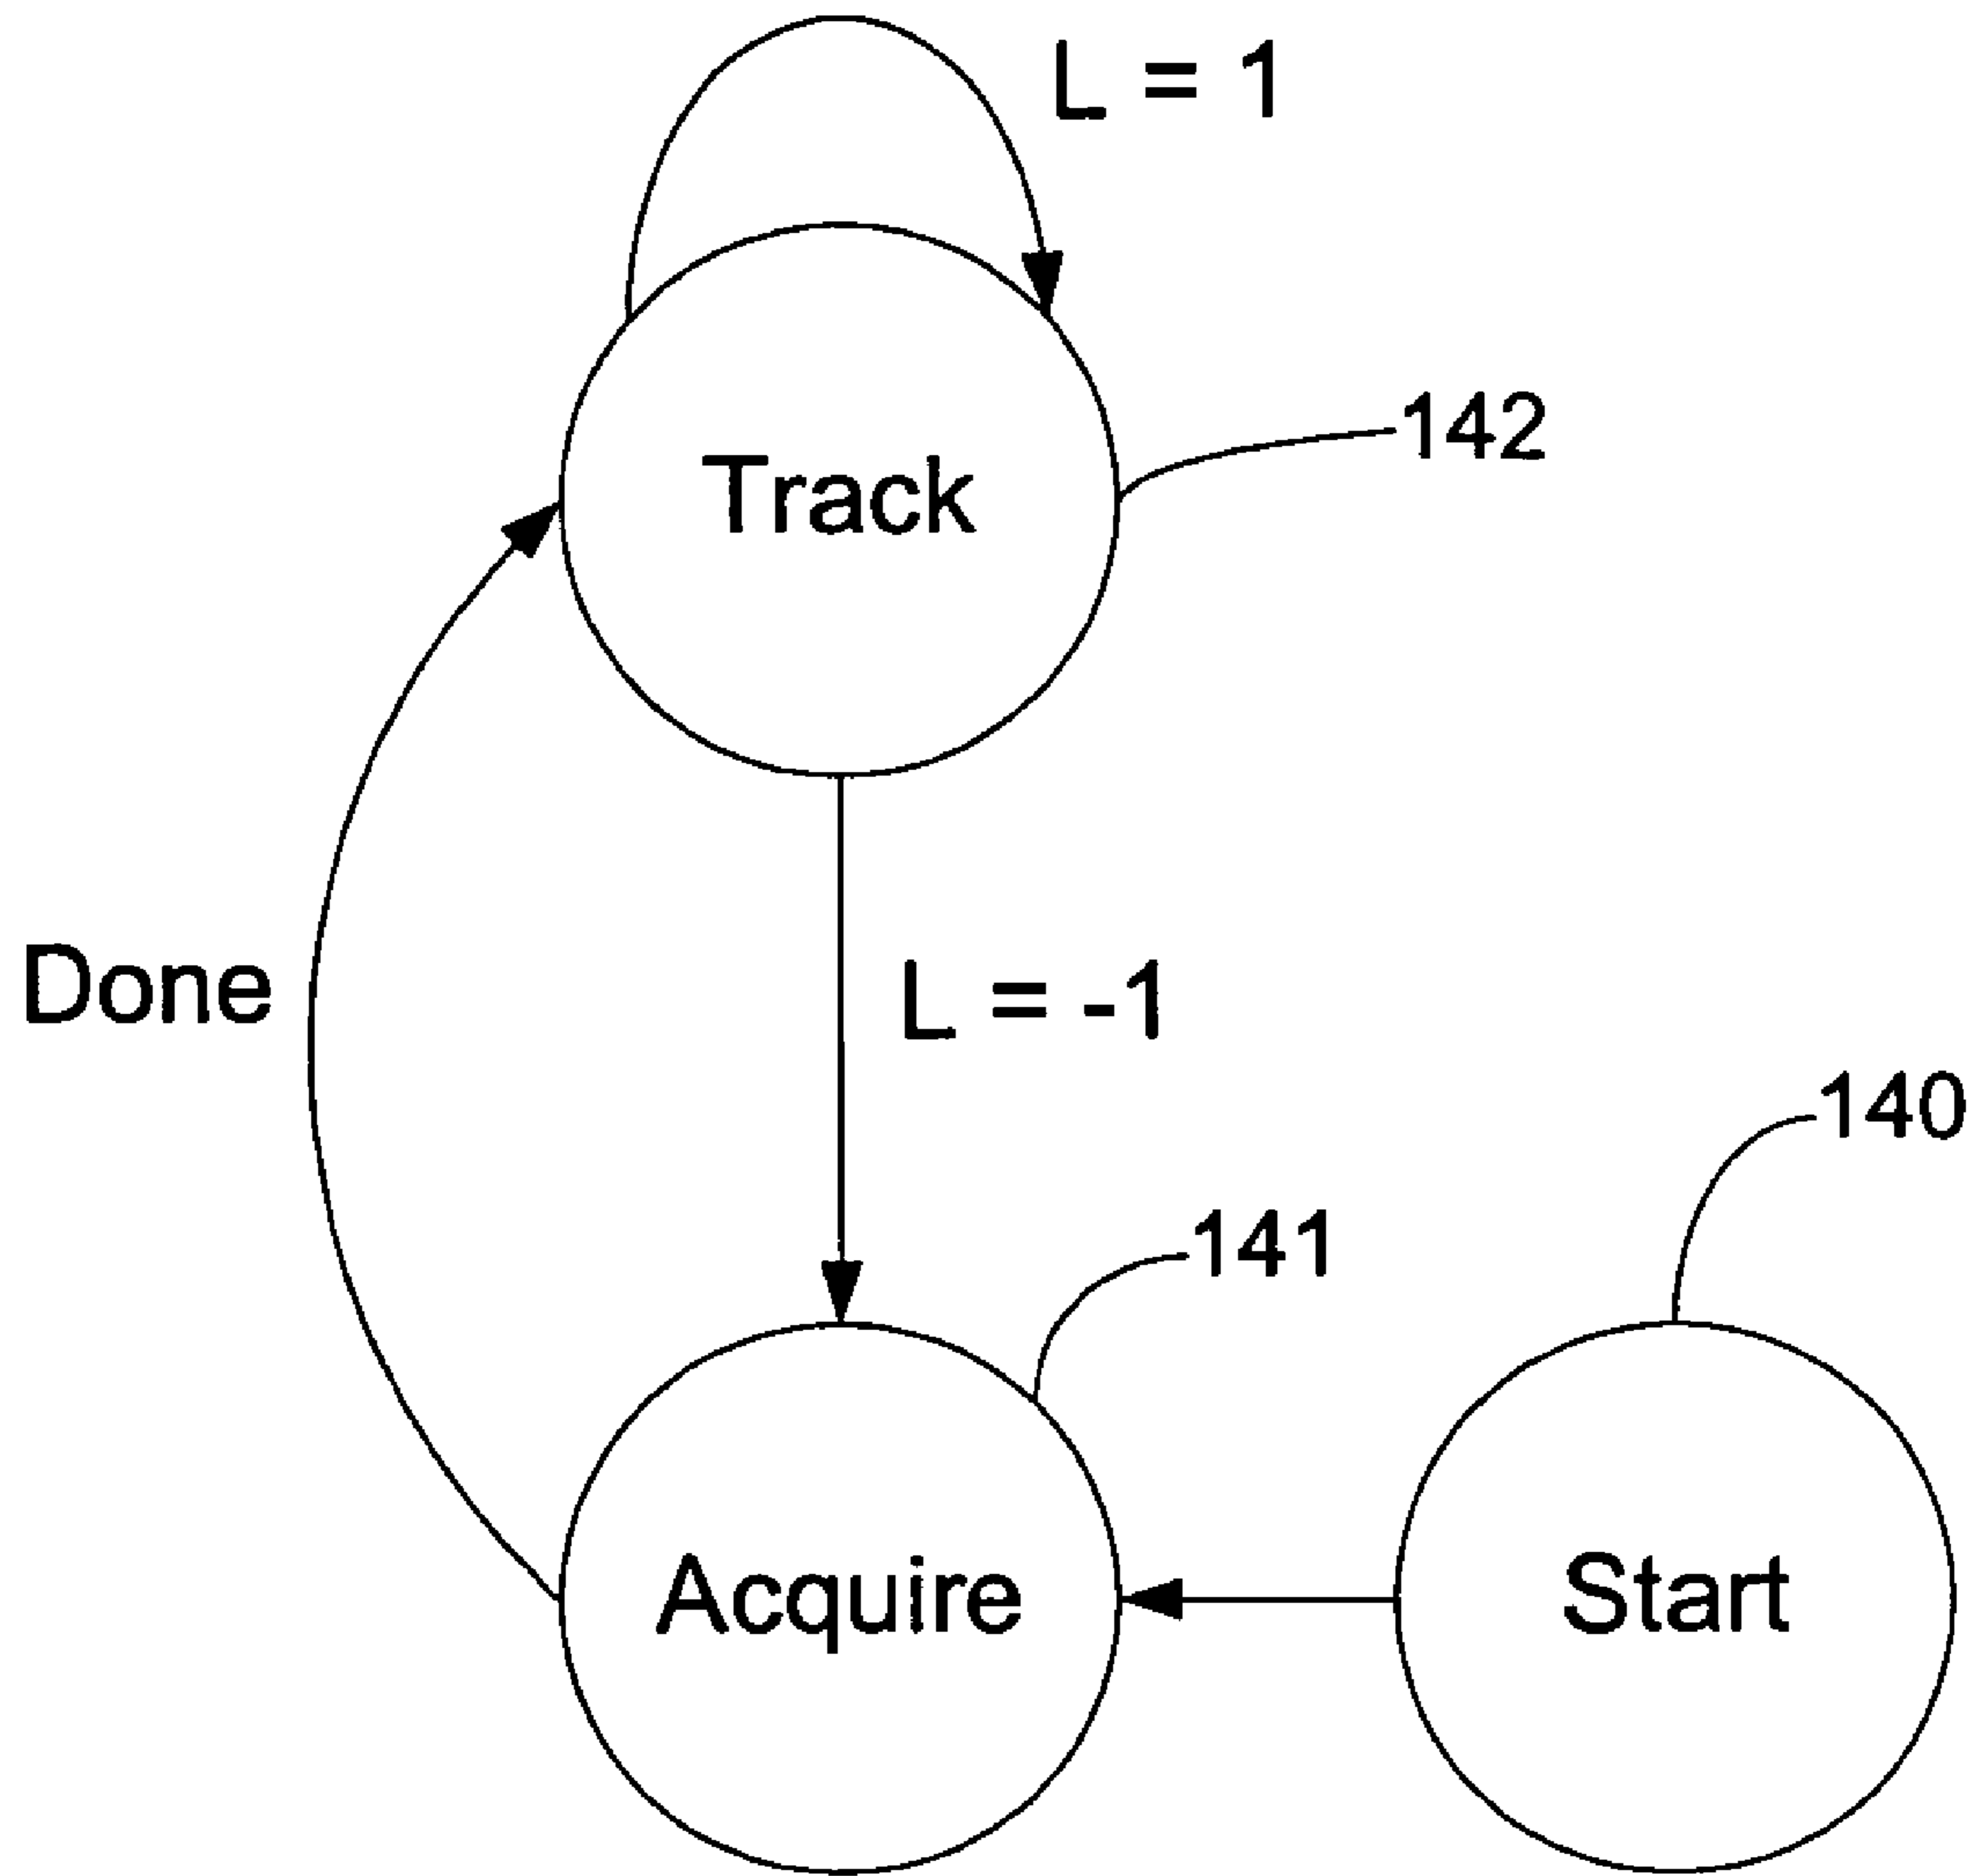 L = 1
142
Track
Done
L = -1
140
141
Acquire
Start